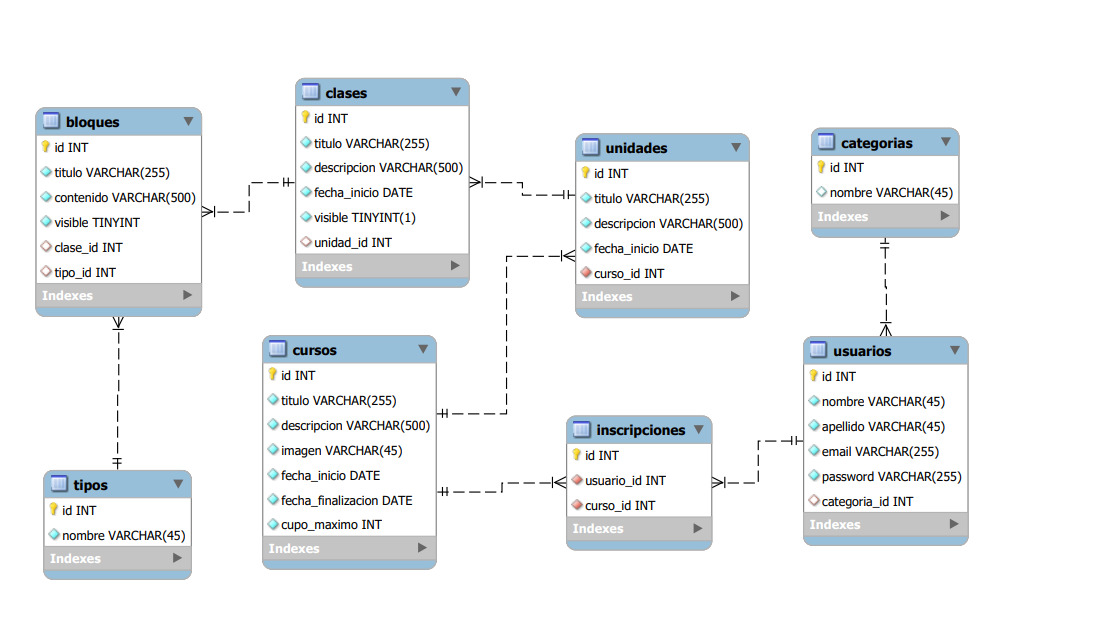 bloques
id INT
titulo VARCHAR(255)
contenido VARCHAR(500)
visible TINYINT
clase_id INT
tipo_id INT
Indexes
clases
id INT
titulo VARCHAR(255)
descripcion VARCHAR(500)
fecha_inicio DATE
visible TINYINT(1)
unidad_id INT
Indexes
unidades
id INT
titulo VARCHAR(255)
descripcion VARCHAR(500)
fecha_inicio DATE
curso_id INT
Indexes
categorias
id INT
nombre VARCHAR(45)
Indexes
cursos
id INT
titulo VARCHAR(255)
descripcion VARCHAR(500)
imagen VARCHAR(45)
fecha_inicio DATE
fecha_finalizacion DATE
cupo_maximo INT
Indexes
usuarios
id INT
nombre VARCHAR(45)
apellido VARCHAR(45)
email VARCHAR(255)
password VARCHAR(255)
categoria_id INT
Indexes
inscripciones
id INT
usuario_id INT
curso_id INT
Indexes
tipos
id INT
nombre VARCHAR(45)
Indexes